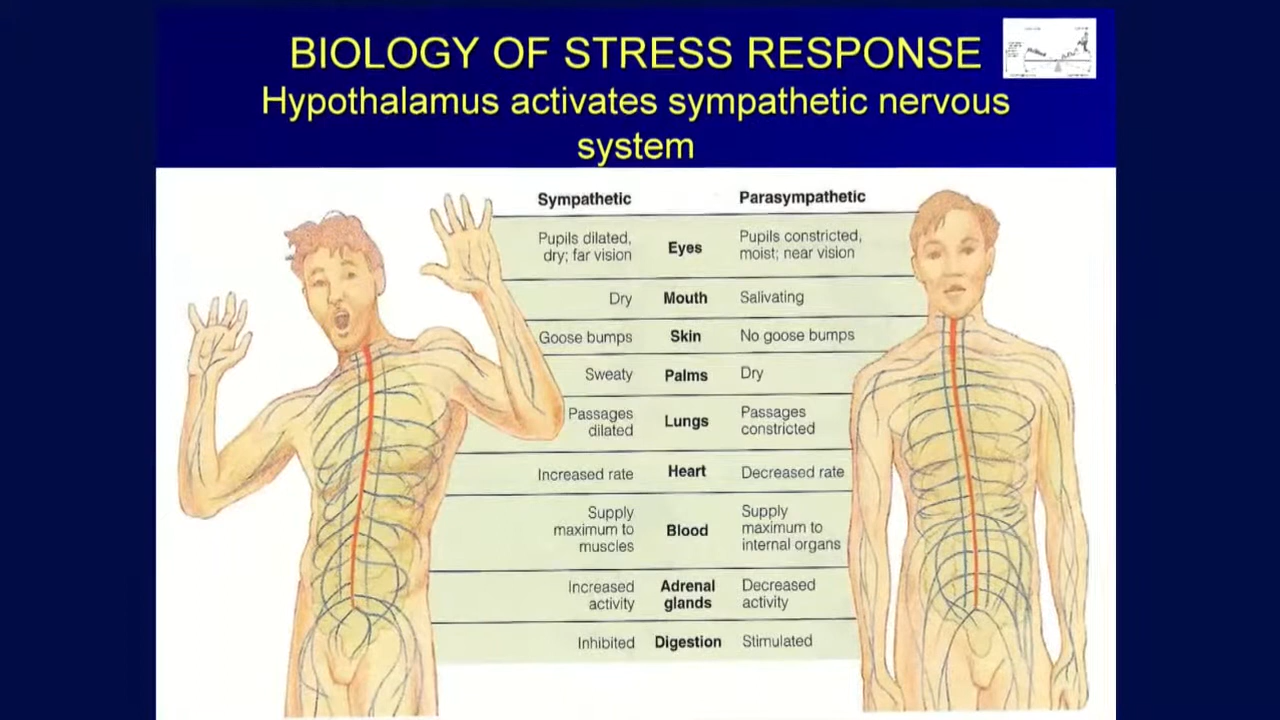 BIOLOGY OF STRESS RESPONSE
Hypothalamus activates sympathetic nervous
system
Sympathetic
Parasympathetic
Pupils dilated,
dry; far vision
Eyes
Pupils constricted,
moist; near vision
Dry
Mouth
Salivating
Goose bumps
Skin
No goose bumps
Sweaty
Palms
Dry
Passages
dilated
Lungs
Passages
constricted
Increased rate
Heart
Decreased rate
Supply
maximum to
muscles
Blood
Supply
maximum to
internal organs
Increased
activity
Adrenal
glands
Decreased
activity
Inhibited
Digestion
Stimulated